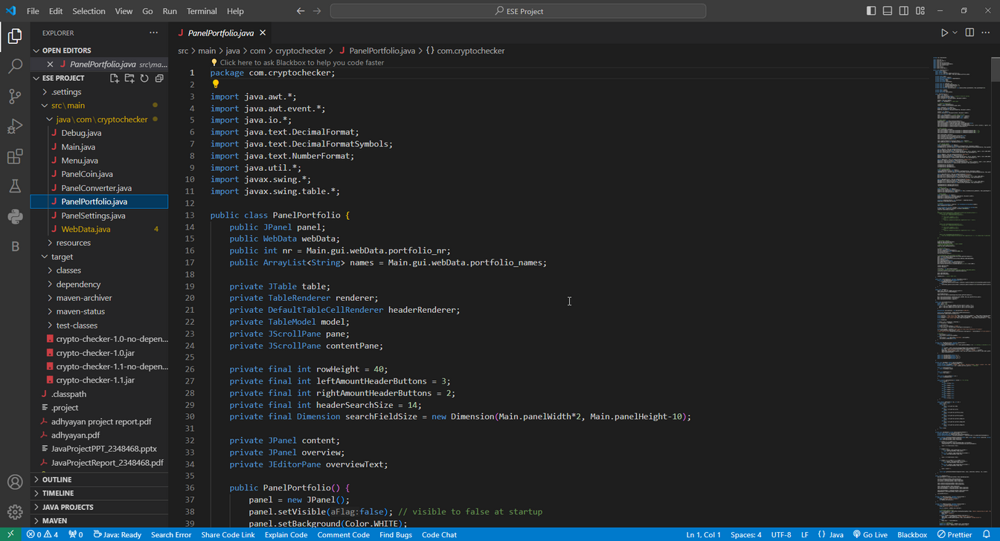 File Edit Selection View Go Run Terminal Help
ESE Project
EXPLORER
OPEN EDITORS
PanelPortfolio.java src\ma...
ESE PROJECT
.settings
src\main
java\com\cryptochecker
Debug.java
Main.java
Menu.java
PanelCoin.java
PanelConverter.java
PanelPortfolio.java
PanelSettings.java
WebData.java 4
resources
target
classes
dependency
maven-archiver
maven-status
test-classes
crypto-checker-1.0-no-depen...
crypto-checker-1.0.jar
crypto-checker-1.1-no-depen...
crypto-checker-1.1.jar
.classpath
.project
adhyayan project report.pdf
adhyayan.pdf
JavaProjectPPT_2348468.pptx
JavaProjectReport_2348468.pdf
OUTLINE
TIMELINE
JAVA PROJECTS
MAVEN
PanelPortfolio.java
src > main > java > com > cryptochecker > PanelPortfolio.java > {} com.cryptochecker
Click here to ask Blackbox to help you code faster
1 package com.cryptochecker;
2
3 import java.awt.*;
4 import java.awt.event.*;
5 import java.io.*;
6 import java.text.DecimalFormat;
7 import java.text.DecimalFormatSymbols;
8 import java.text.NumberFormat;
9 import java.util.*;
10 import javax.swing.*;
11 import javax.swing.table.*;
12
13 public class PanelPortfolio {
14 public JPanel panel;
15 public WebData webData;
16 public int nr = Main.gui.webData.portfolio_nr;
17 public ArrayList<String> names = Main.gui.webData.portfolio_names;
18
19 private JTable table;
20 private TableRenderer renderer;
21 private DefaultTableCellRenderer headerRenderer;
22 private TableModel model;
23 private JScrollPane pane;
24 private JScrollPane contentPane;
25
26 private final int rowHeight = 40;
27 private final int leftAmountHeaderButtons = 3;
28 private final int rightAmountHeaderButtons = 2;
29 private final int headerSearchSize = 14;
30 private final Dimension searchFieldSize = new Dimension(Main.panelWidth*2, Main.panelHeight-10);
31
32 private JPanel content;
33 private JPanel overview;
34 private JEditorPane overviewText;
35
36 public PanelPortfolio() {
37 panel = new JPanel();
38 panel.setVisible(aFlag:false); // visible to false at startup
39 panel.setBackground(Color.WHITE);
0 4 0 Java: Ready Search Error Share Code Link Explain Code Comment Code Find Bugs Code Chat Ln 1, Col 1 Spaces: 4 UTF-8 LF {} Java Go Live Blackbox Prettier